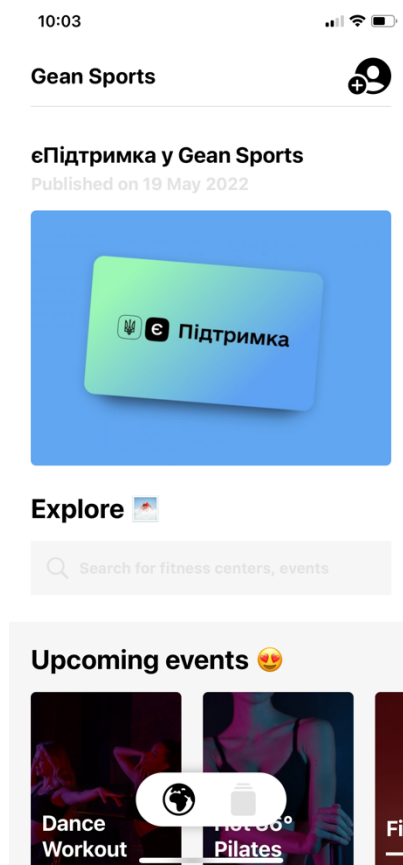 10:03
Gean Sports
єПідтримка у Gean Sports
Published on 19 May 2022
є Підтримка
Explore
Search for fitness centers, events
Upcoming events
Dance
Workout
Pilates